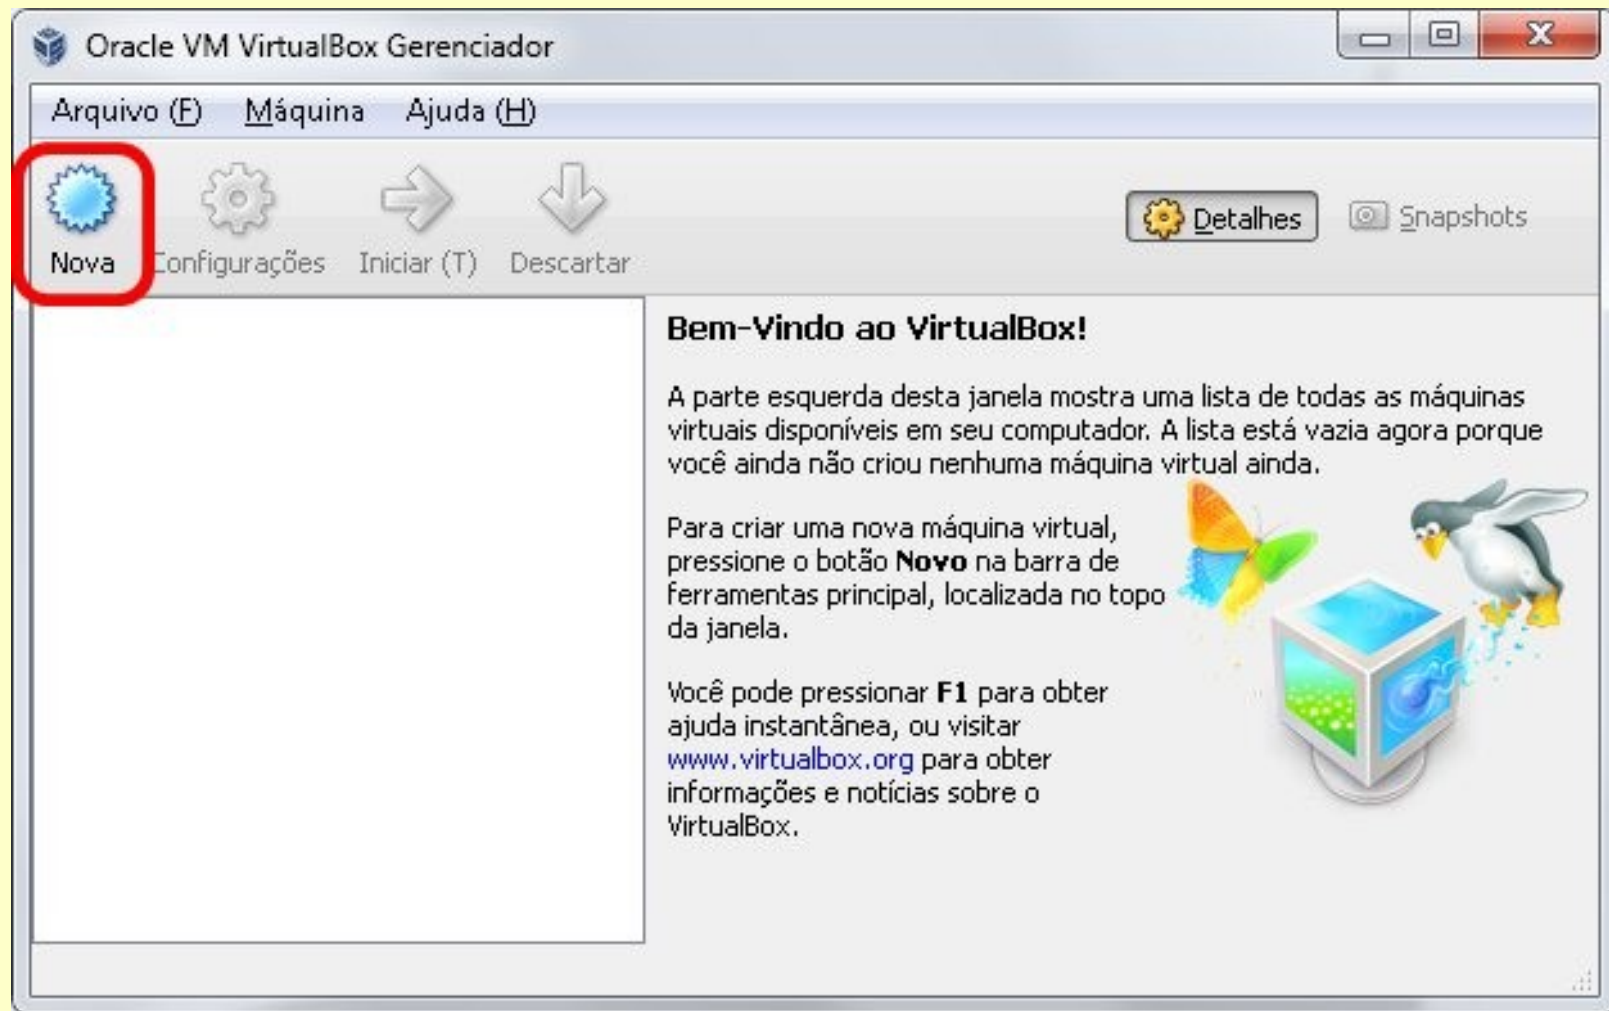 Oracle VM VirtualBox Gerenciador
Arquivo (F) Máquina Ajuda (H)
Nova Configurações Iniciar (T) Descartar Detalhes Snapshots
Bem-Vindo ao VirtualBox!
A parte esquerda desta janela mostra uma lista de todas as máquinas
virtuais disponíveis em seu computador. A lista está vazia agora porque
você ainda não criou nenhuma máquina virtual ainda.
Para criar uma nova máquina virtual,
pressione o botão Novo na barra de
ferramentas principal, localizada no topo
da janela.
Você pode pressionar F1 para obter
ajuda instantânea, ou visitar
www.virtualbox.org para obter
informações e notícias sobre o
VirtualBox.